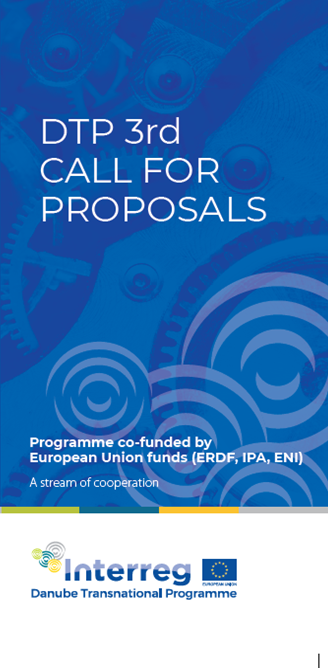 DTP 3rd
CALL FOR
PROPOSALS
Programme co-funded by
European Union funds (ERDF, IPA, ENI)
A stream of cooperation
Interreg
EUROPEAN UNION
Danube Transnational Programme